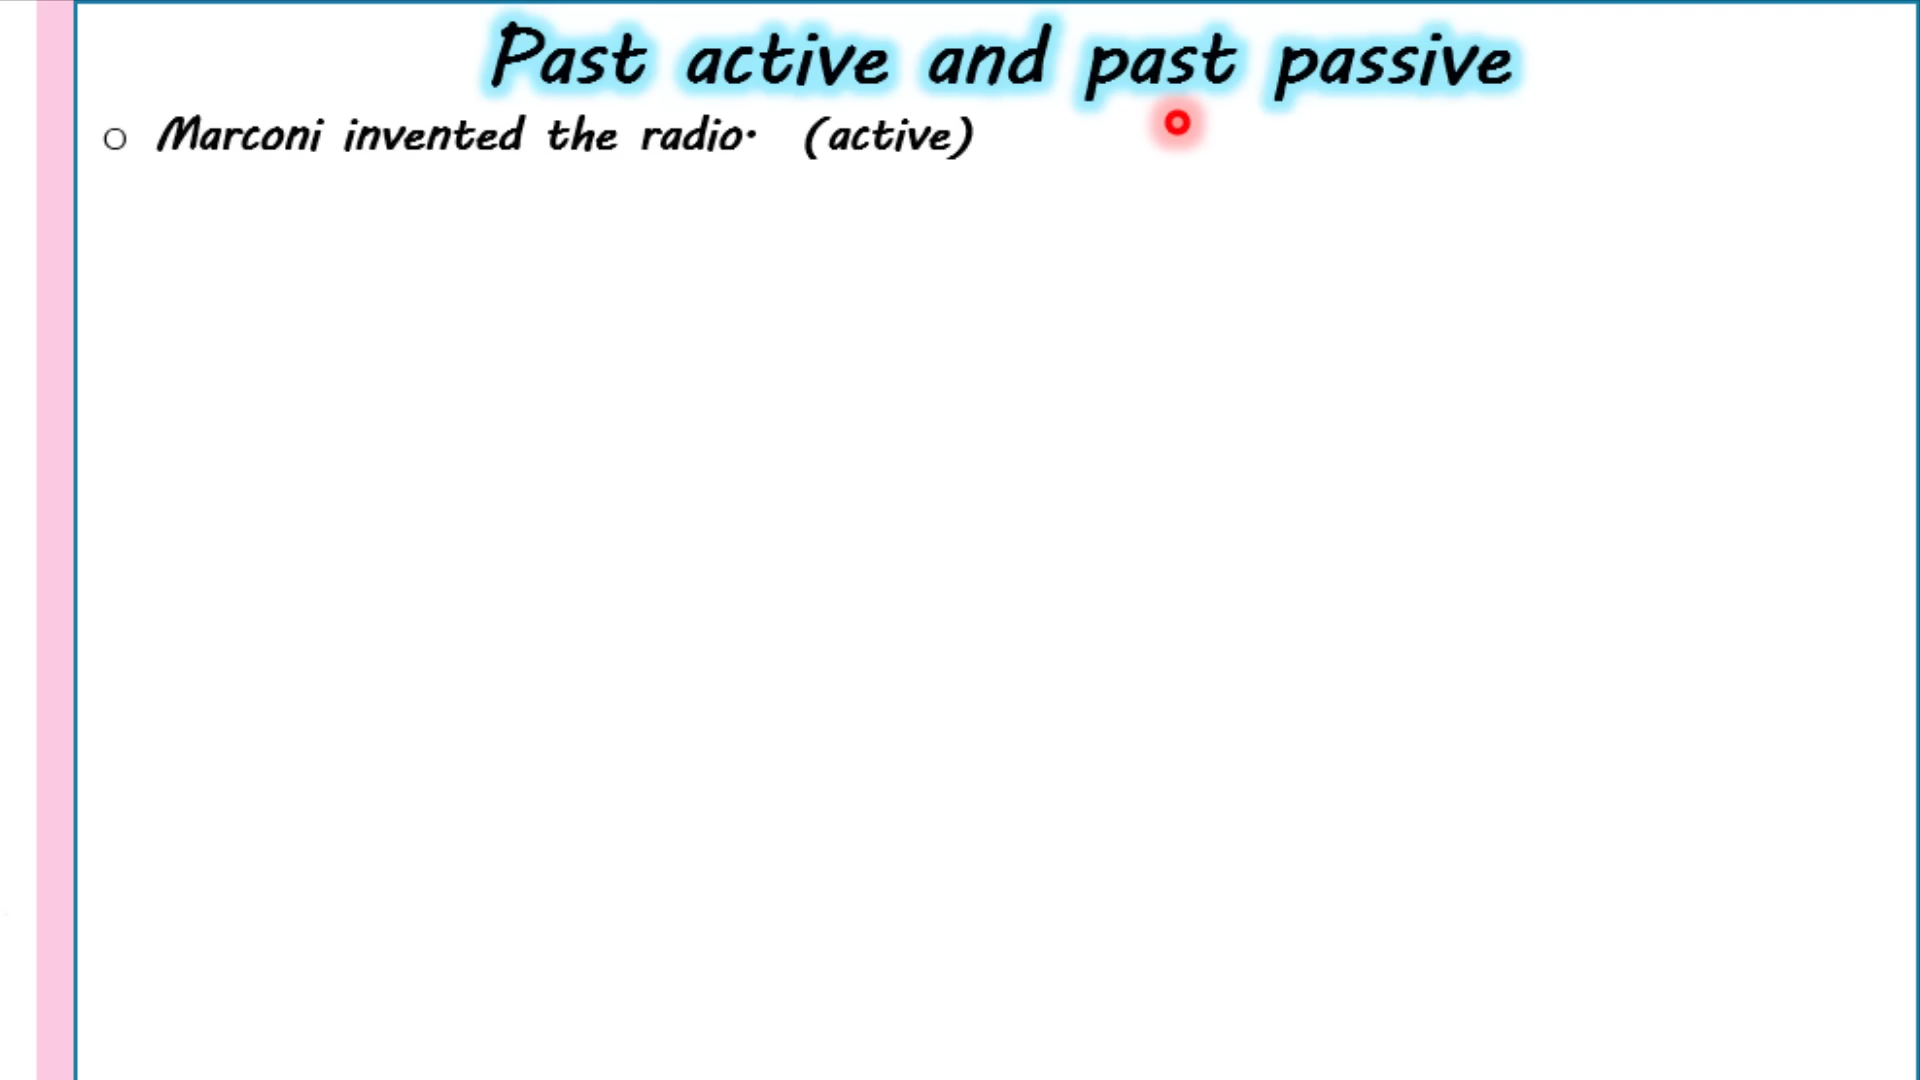 Past active and past passive
○ Marconi invented the radio. (active)